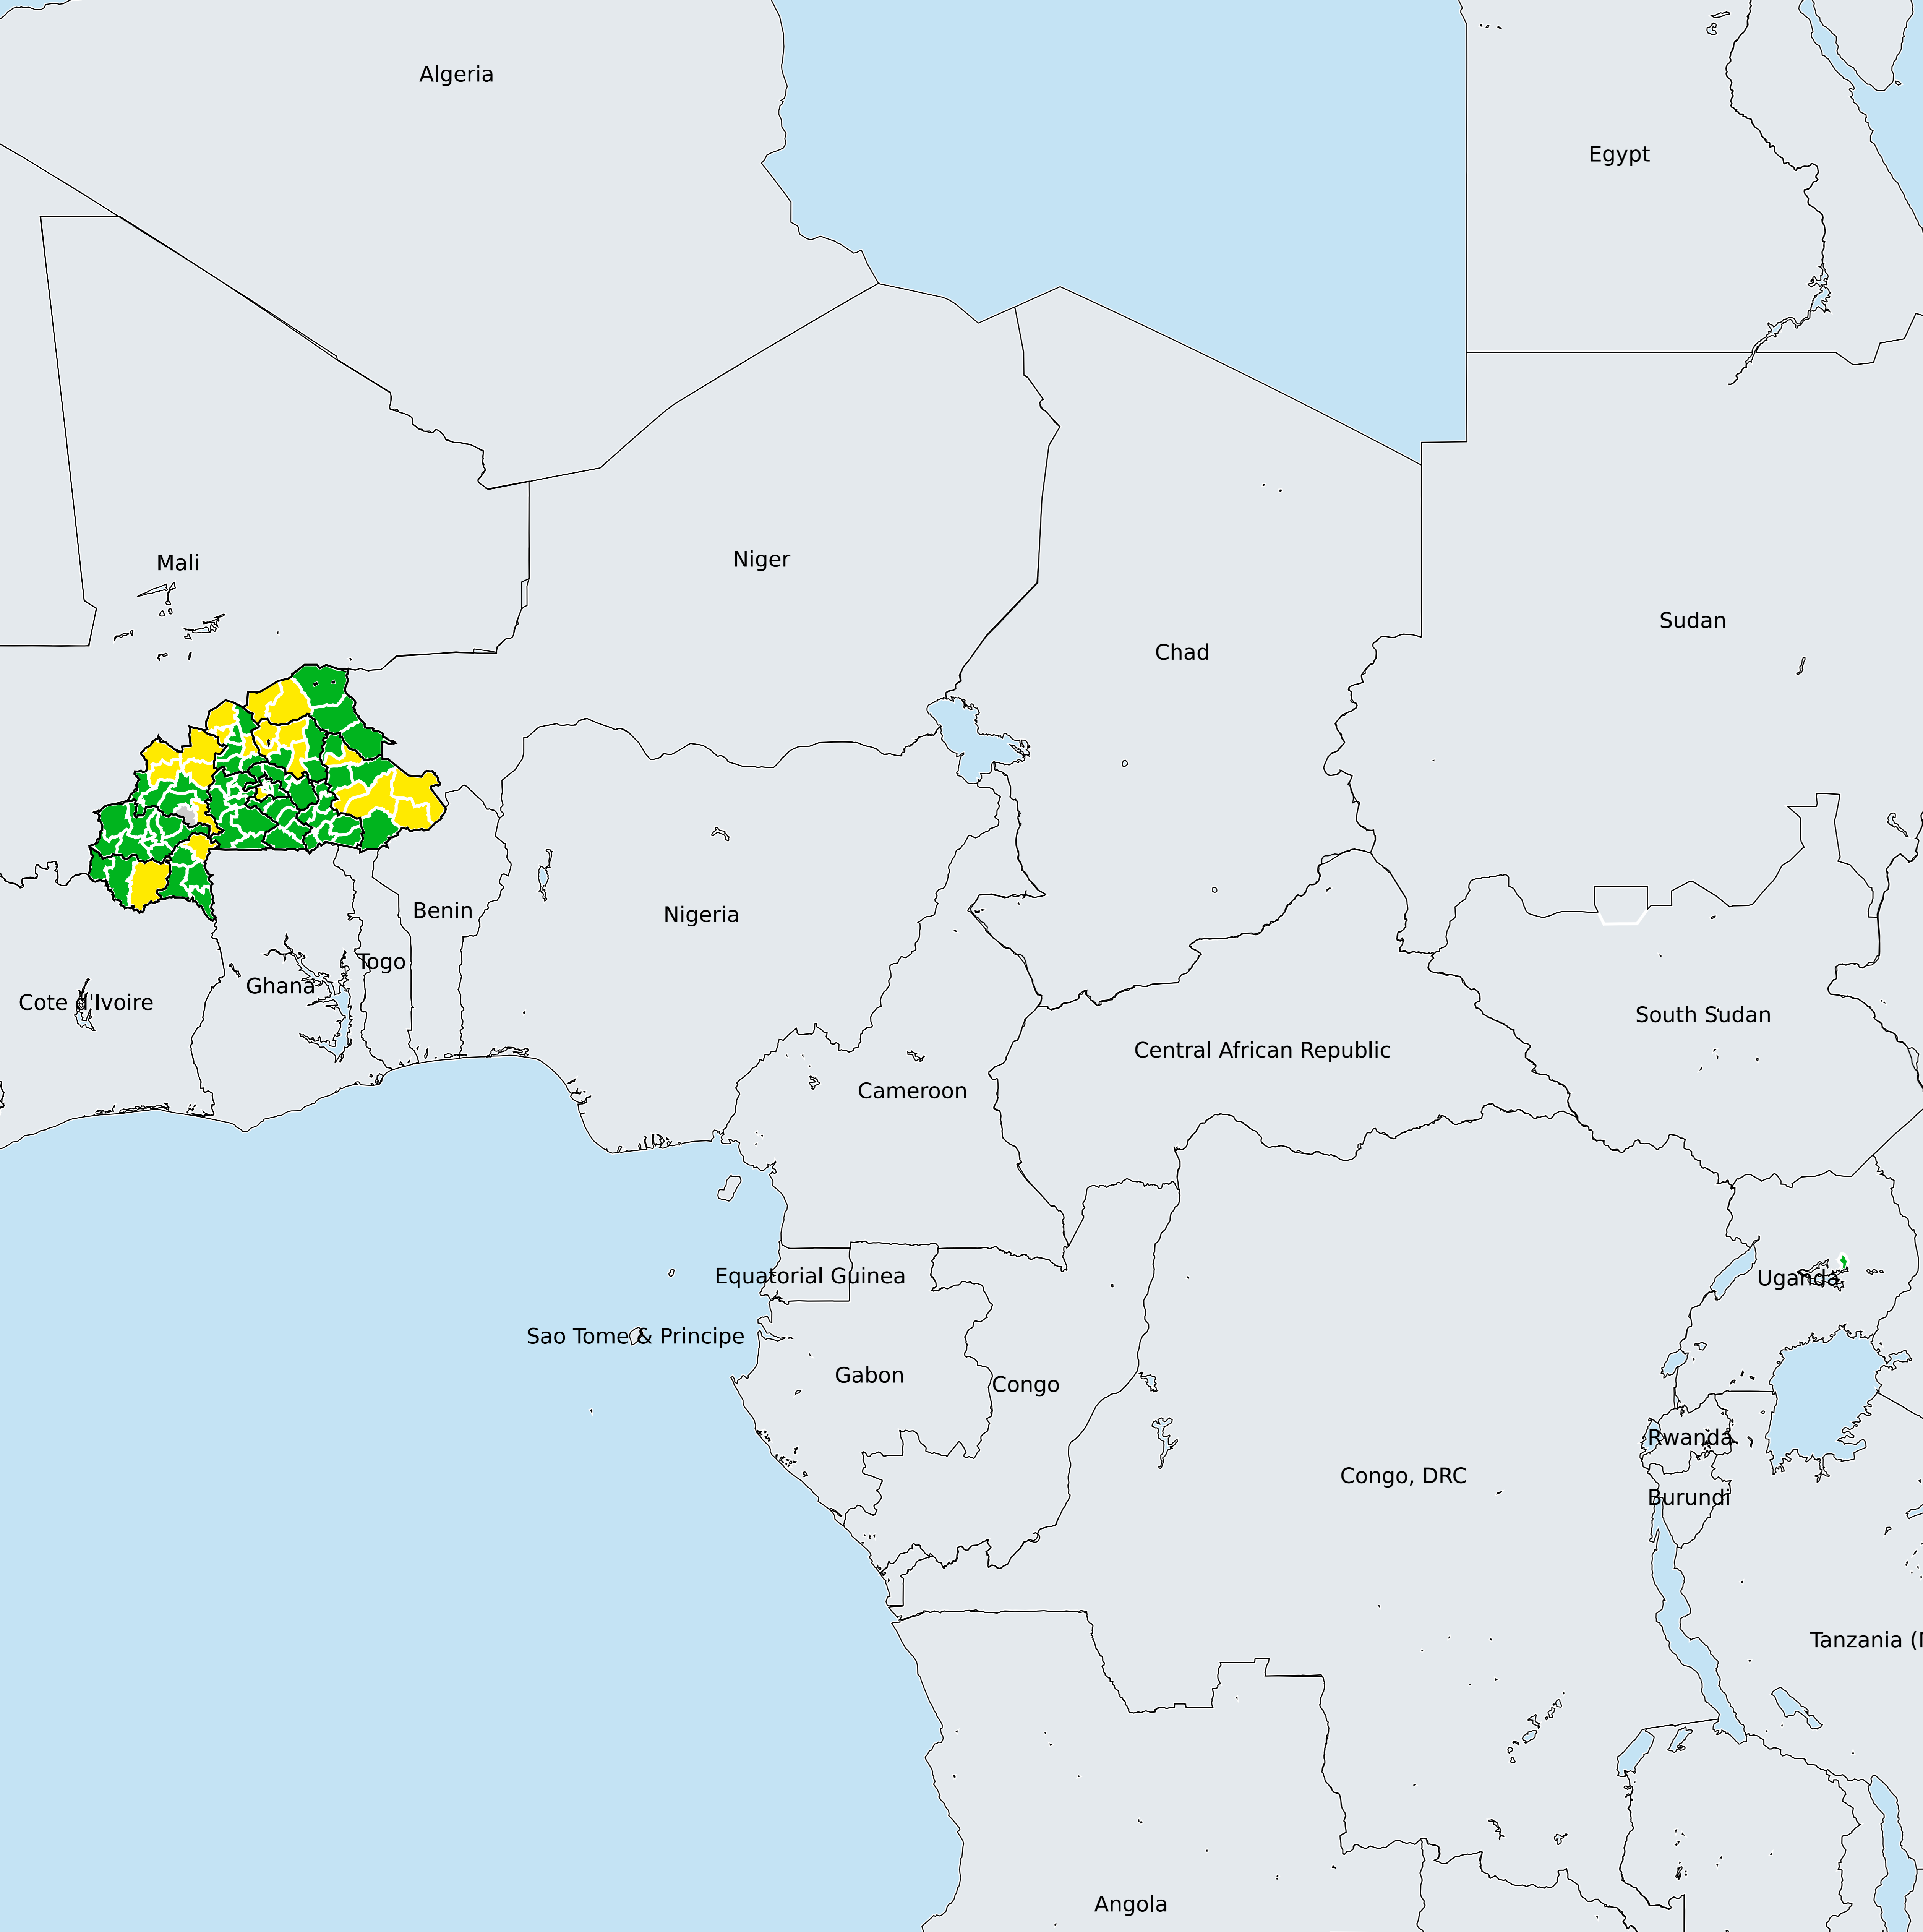 Algeria
Egypt
Mali
Niger
Sudan
Chad
Benin
Nigeria
Togo
Ghana
Cote d'Ivoire
South Sudan
Central African Republic
Cameroon
Equatorial Guinea
Uganda
Sao Tome & Principe
Gabon
Congo
Rwanda
Congo, DRC
Burundi
Tanzania (
Angola